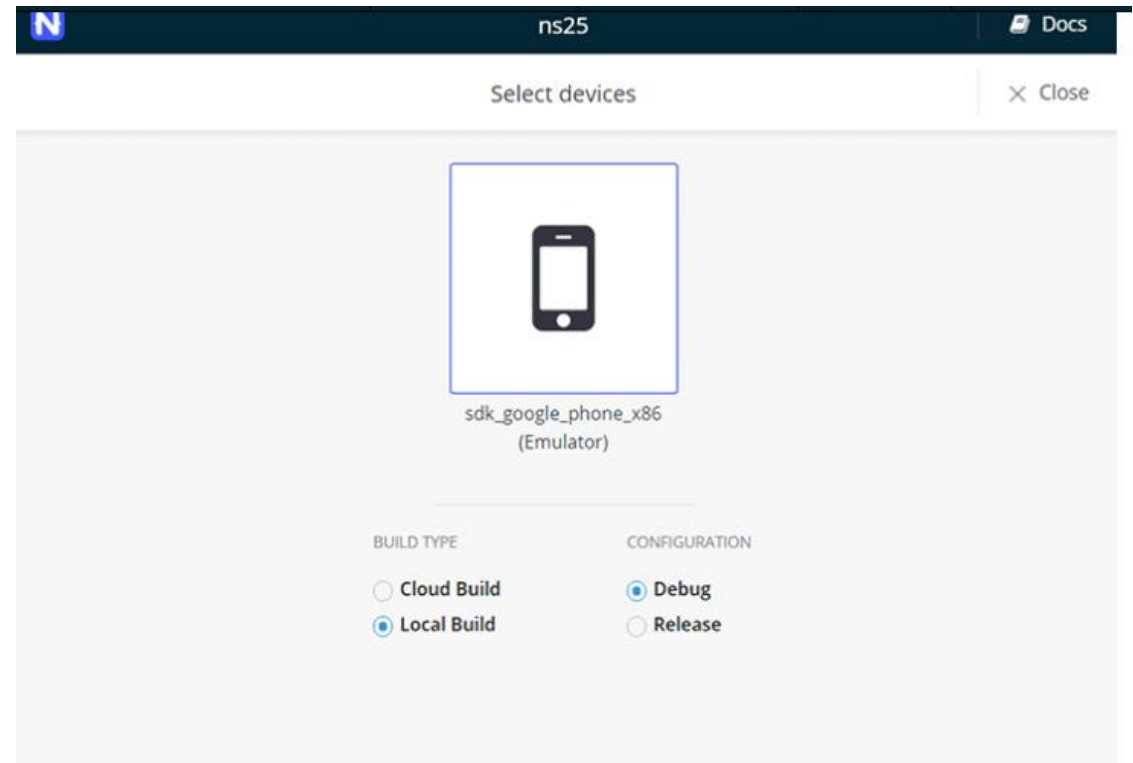 N ns25 Docs
Select devices Close
sdk_google_phone_x86
(Emulator)
BUILD TYPE CONFIGURATION
Cloud Build Debug
Local Build Release